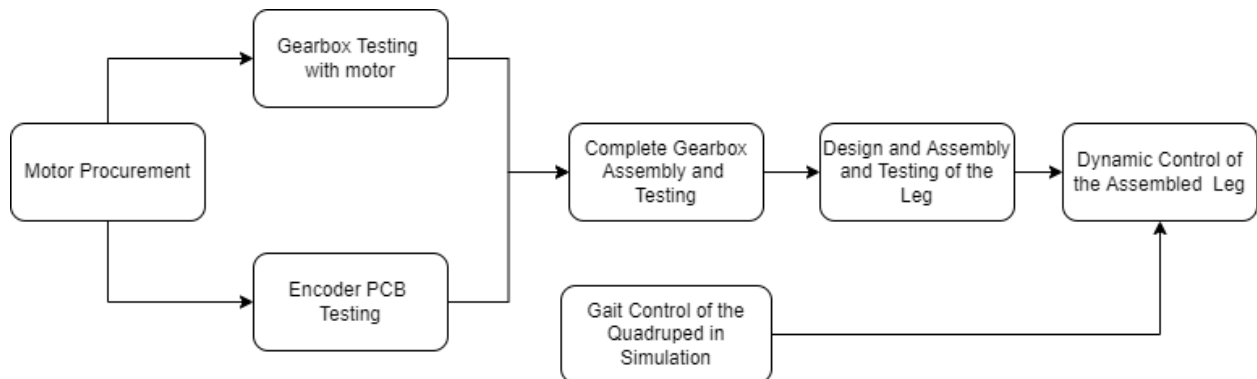 Gearbox Testing
with motor
Motor Procurement
Encoder PCB
Testing
Complete Gearbox
Assembly and
Testing
Design and Assembly
and Testing of the
Leg
Dynamic Control of
the Assembled Leg
Gait Control of the
Quadruped in
Simulation